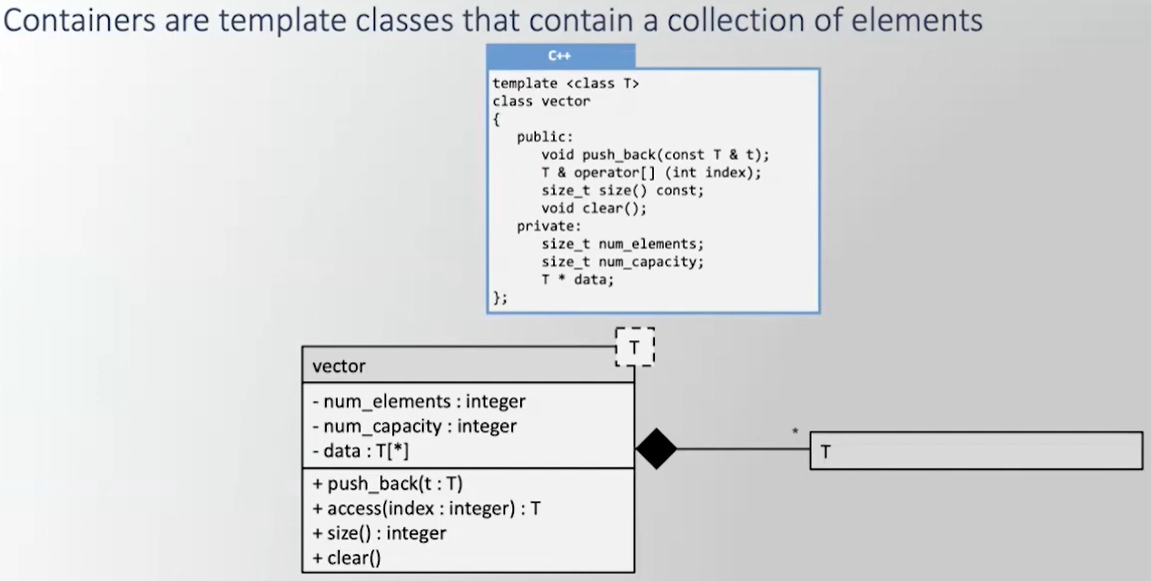 Containers are template classes that contain a collection of elements
C++
template <class T>
class vector
{
public:
void push_back(const T & t);
T & operator[] (int index);
size_t size() const;
void clear();
private:
size_t num_elements;
size_t num_capacity;
T * data;
};
T
vector
- num_elements : integer
- num_capacity : integer
- data : T[*]
*
T
+ push_back(t : T)
+ access(index : integer) : T
+ size() : integer
+ clear()